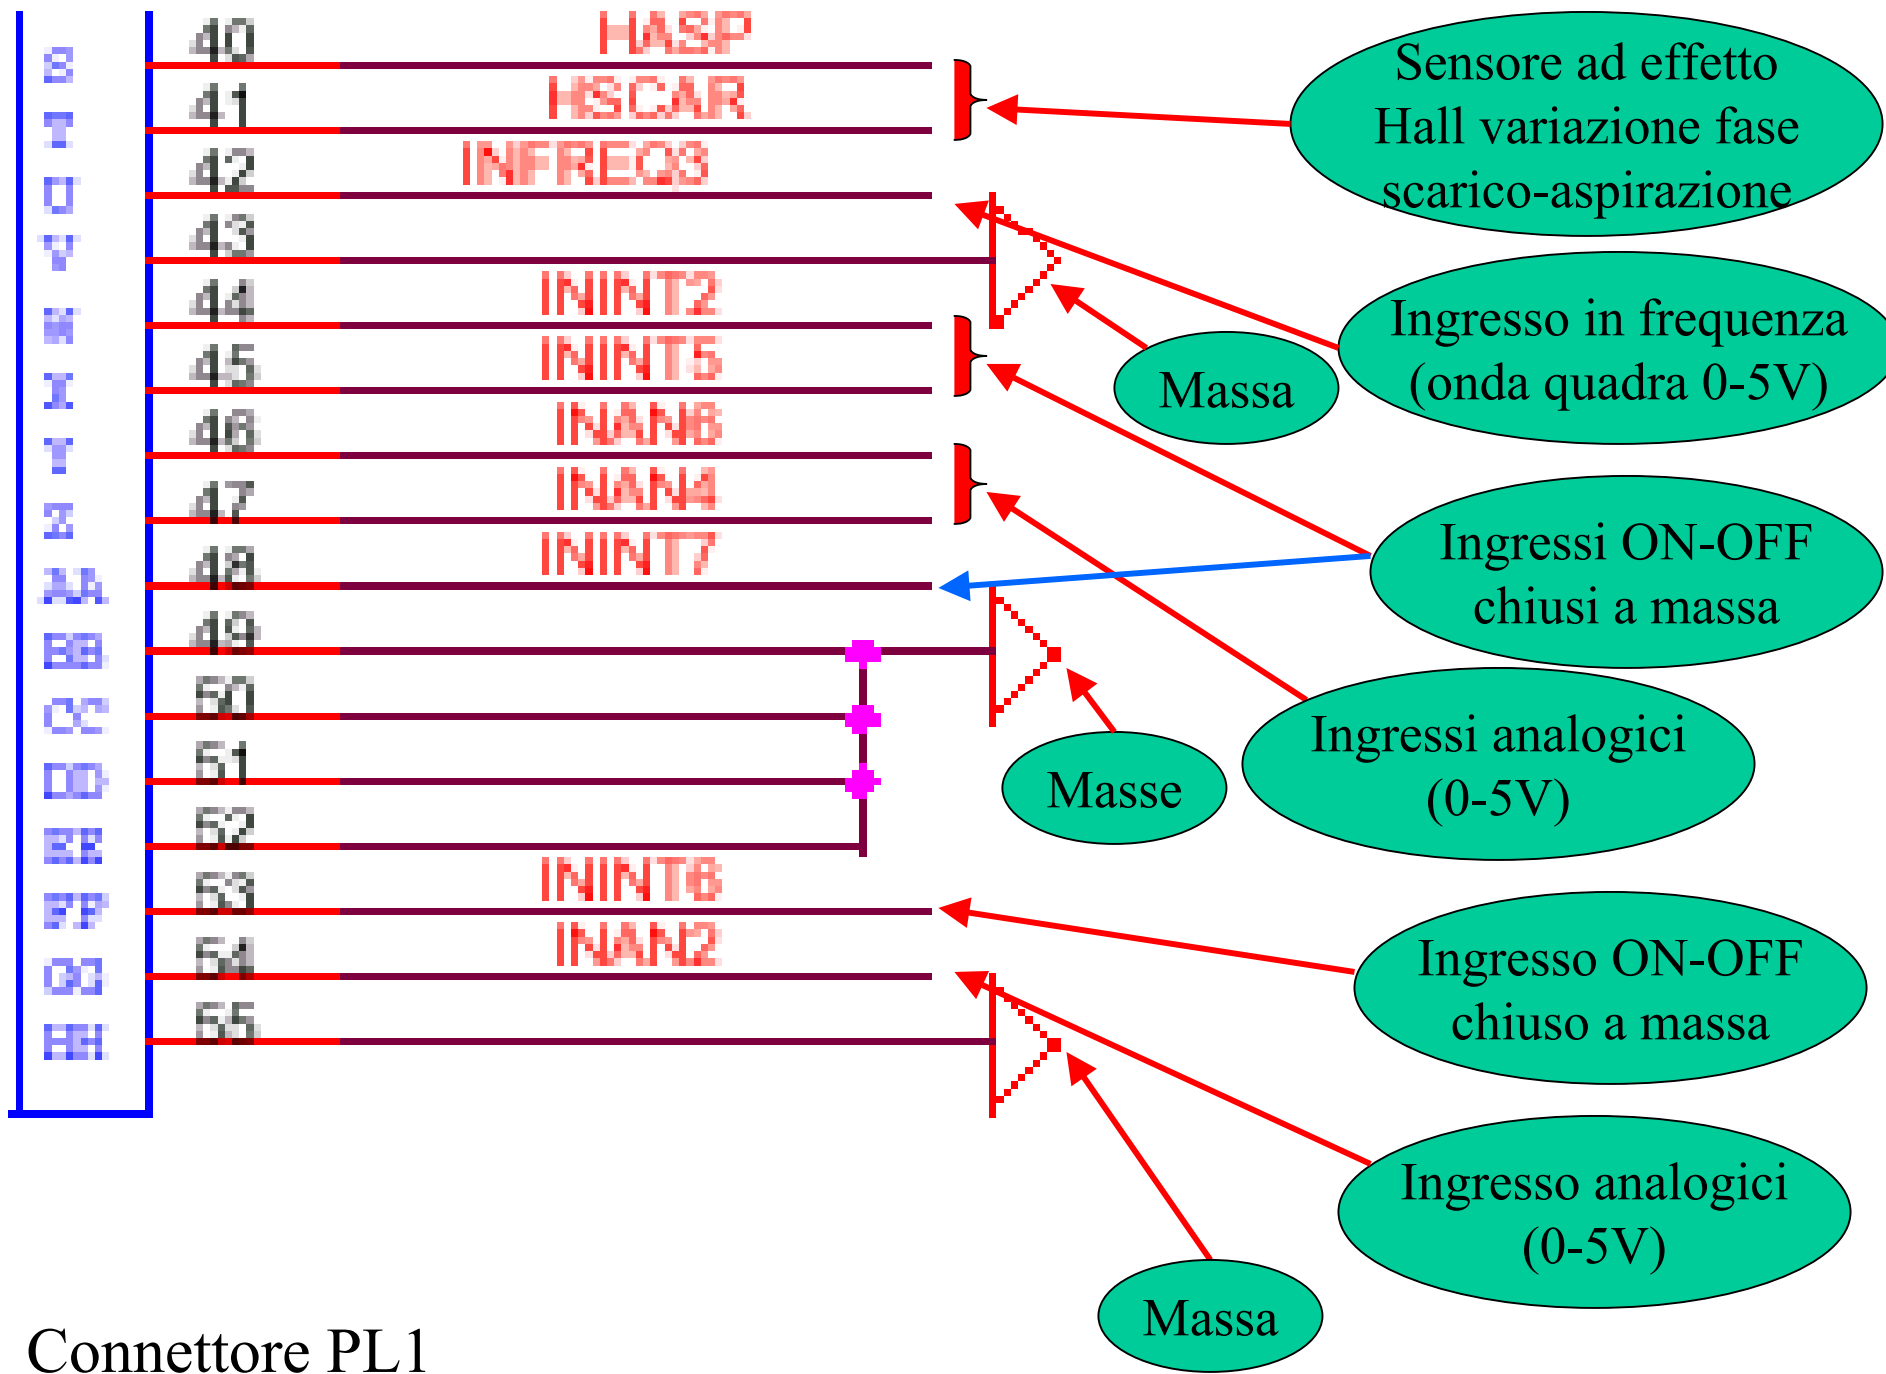 40 HASP
S
41 HSCAR
T
42 INFREQ3
U
43
V
44 ININT2
W
45 ININT5
X
46 INAN6
Y
47 INAN4
Z
48 ININT7
AA
49
BB
50
CC
51
DD
52
EE
53 ININT6
FF
54 INAN2
GG
55
HH
Sensore ad effetto
Hall variazione fase
scarico-aspirazione
Ingresso in frequenza
(onda quadra 0-5V)
Massa
Ingressi ON-OFF
chiusi a massa
Ingressi analogici
(0-5V)
Masse
Ingresso ON-OFF
chiuso a massa
Ingresso analogici
(0-5V)
Massa
Connettore PL1